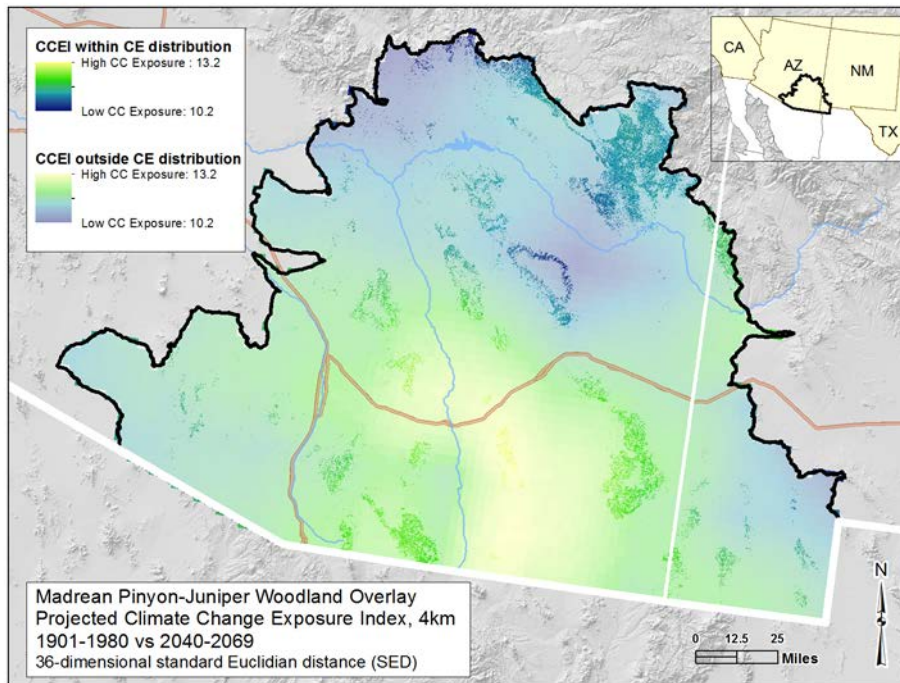 CCEI within CE distribution
High CC Exposure : 13.2
Low CC Exposure: 10.2
CCEI outside CE distribution
High CC Exposure: 13.2
Low CC Exposure: 10.2
CA
AZ
NM
TX
Madrean Pinyon-Juniper Woodland Overlay
Projected Climate Change Exposure Index, 4km
1901-1980 vs 2040-2069
36-dimensional standard Euclidian distance (SED)
N
0 12.5 25
Miles